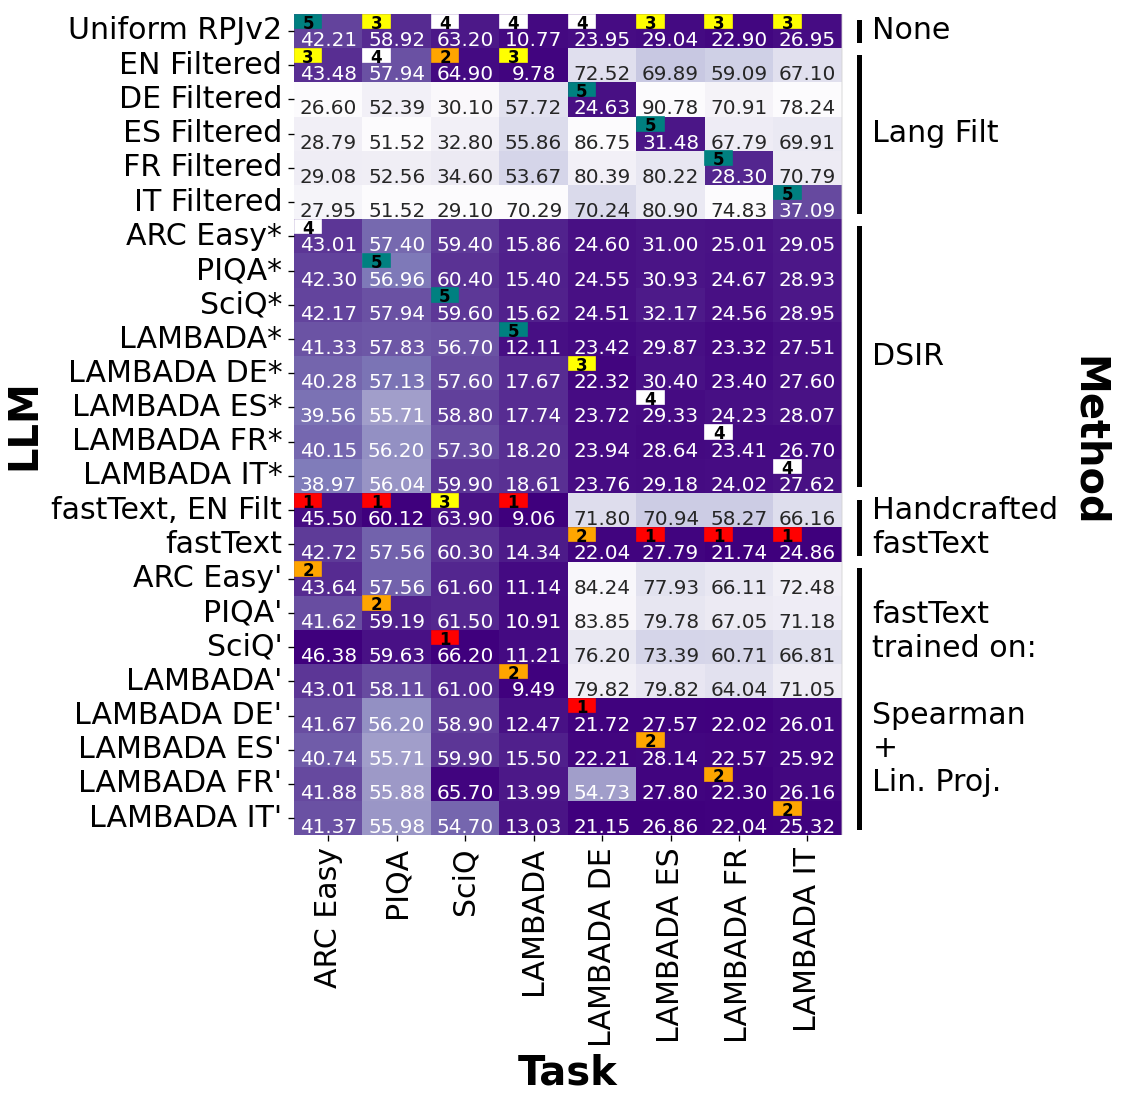 Uniform RPJv2 5 42.21 3 58.92 4 63.20 4 10.77 4 23.95 3 29.04 3 22.90 3 26.95 None
EN Filtered 3 43.48 4 57.94 2 64.90 3 9.78 72.52 69.89 59.09 67.10
DE Filtered 26.60 52.39 30.10 57.72 5 24.63 90.78 70.91 78.24
ES Filtered 28.79 51.52 32.80 55.86 86.75 5 31.48 67.79 69.91 Lang Filt
FR Filtered 29.08 52.56 34.60 53.67 80.39 80.22 5 28.30 70.79
IT Filtered 27.95 51.52 29.10 70.29 70.24 80.90 74.83 5 37.09
ARC Easy* 4 43.01 57.40 59.40 15.86 24.60 31.00 25.01 29.05
PIQA* 42.30 5 56.96 60.40 15.40 24.55 30.93 24.67 28.93
SciQ* 42.17 57.94 5 59.60 15.62 24.51 32.17 24.56 28.95
LAMBADA* 41.33 57.83 56.70 5 12.11 23.42 29.87 23.32 27.51
DSIR
LAMBADA DE* 40.28 57.13 57.60 17.67 3 22.32 30.40 23.40 27.60
LAMBADA ES* 39.56 55.71 58.80 17.74 23.72 4 29.33 24.23 28.07
LAMBADA FR* 40.15 56.20 57.30 18.20 23.94 28.64 4 23.41 26.70
LAMBADA IT* 38.97 56.04 59.90 18.61 23.76 29.18 24.02 4 27.62
fastText, EN Filt 1 45.50 1 60.12 3 63.90 1 9.06 71.80 70.94 58.27 66.16 Handcrafted
fastText 42.72 57.56 60.30 14.34 2 22.04 1 27.79 1 21.74 1 24.86 fastText
ARC Easy' 2 43.64 57.56 61.60 11.14 84.24 77.93 66.11 72.48
PIQA' 41.62 2 59.19 61.50 10.91 83.85 79.78 67.05 71.18 fastText
SciQ' 46.38 59.63 1 66.20 11.21 76.20 73.39 60.71 66.81 trained on:
LAMBADA' 43.01 58.11 61.00 2 9.49 79.82 79.82 64.04 71.05
LAMBADA DE' 41.67 56.20 58.90 12.47 1 21.72 27.57 22.02 26.01 Spearman
LAMBADA ES' 40.74 55.71 59.90 15.50 22.21 2 28.14 22.57 25.92 +
LAMBADA FR' 41.88 55.88 65.70 13.99 54.73 27.80 2 22.30 26.16 Lin. Proj.
LAMBADA IT' 41.37 55.98 54.70 13.03 21.15 26.86 22.04 2 25.32
LLM
Method
ARC Easy
PIQA
SciQ
LAMBADA
LAMBADA DE
LAMBADA ES
LAMBADA FR
LAMBADA IT
Task